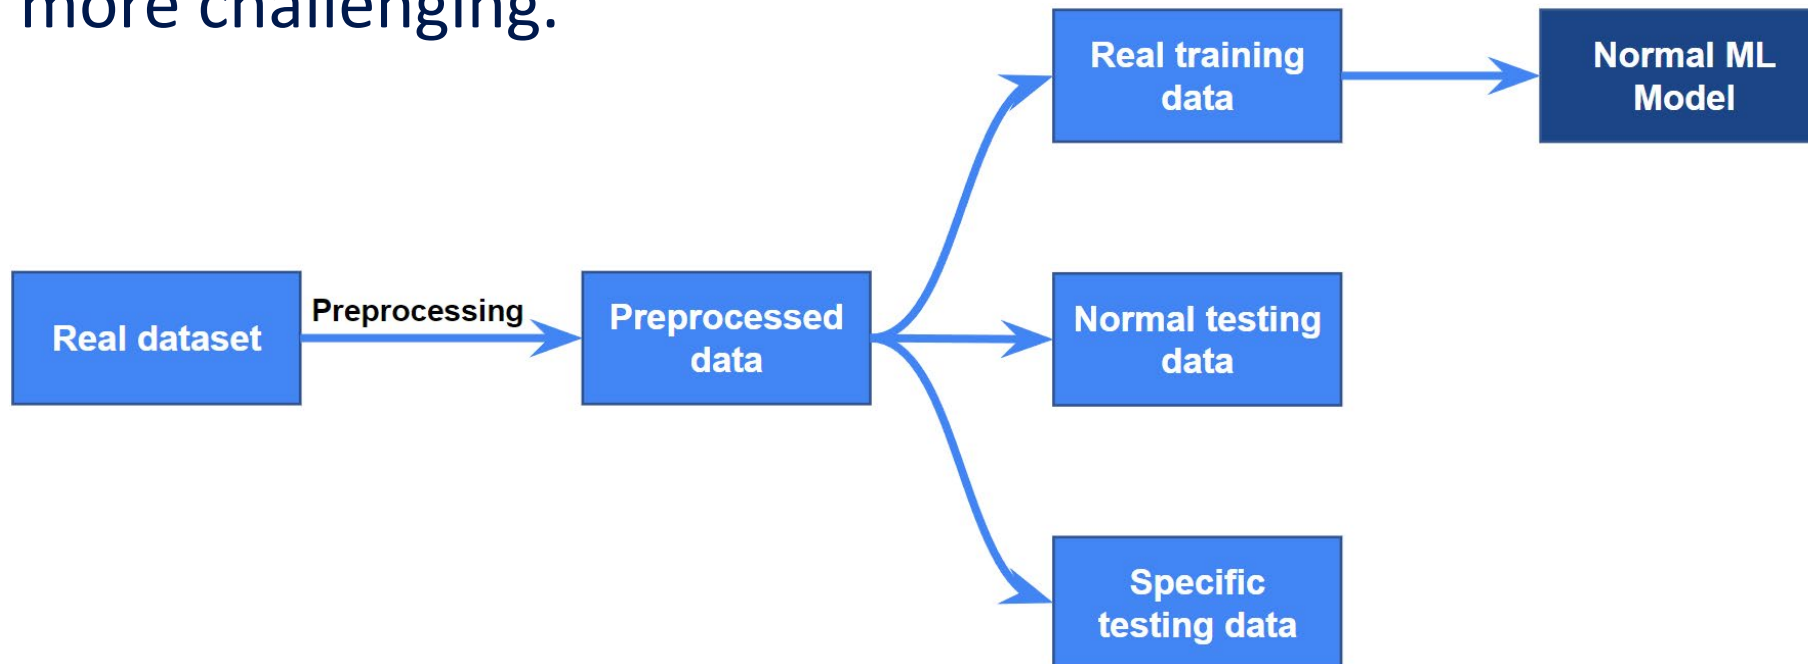 more challenging.
Real training
data
Normal ML
Model
Real dataset
Preprocessing
Preprocessed
data
Normal testing
data
Specific
testing data